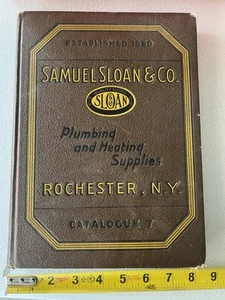 ESTABLISHED 1860
SAMUEL SLOAN & CO.
SLOAN
Plumbing
and Heating
Supplies
ROCHESTER, N.Y.
CATALOGUE 7
2 3 4 5 6 7 8 9